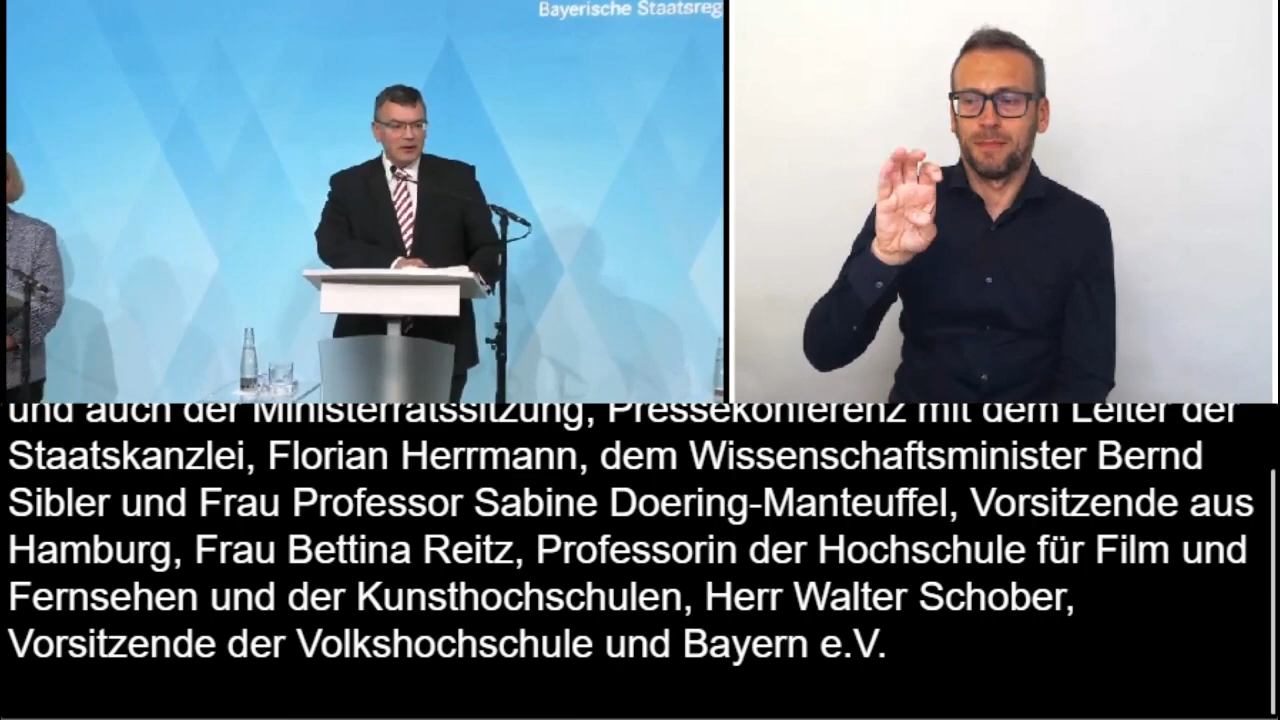 Bayerische Staatsreg
und auch der Ministerratssitzung, Pressekonferenz mit dem Leiter der
Staatskanzlei, Florian Herrmann, dem Wissenschaftsminister Bernd
Sibler und Frau Professor Sabine Doering-Manteuffel, Vorsitzende aus
Hamburg, Frau Bettina Reitz, Professorin der Hochschule für Film und
Fernsehen und der Kunsthochschulen, Herr Walter Schober,
Vorsitzende der Volkshochschule und Bayern e.V.